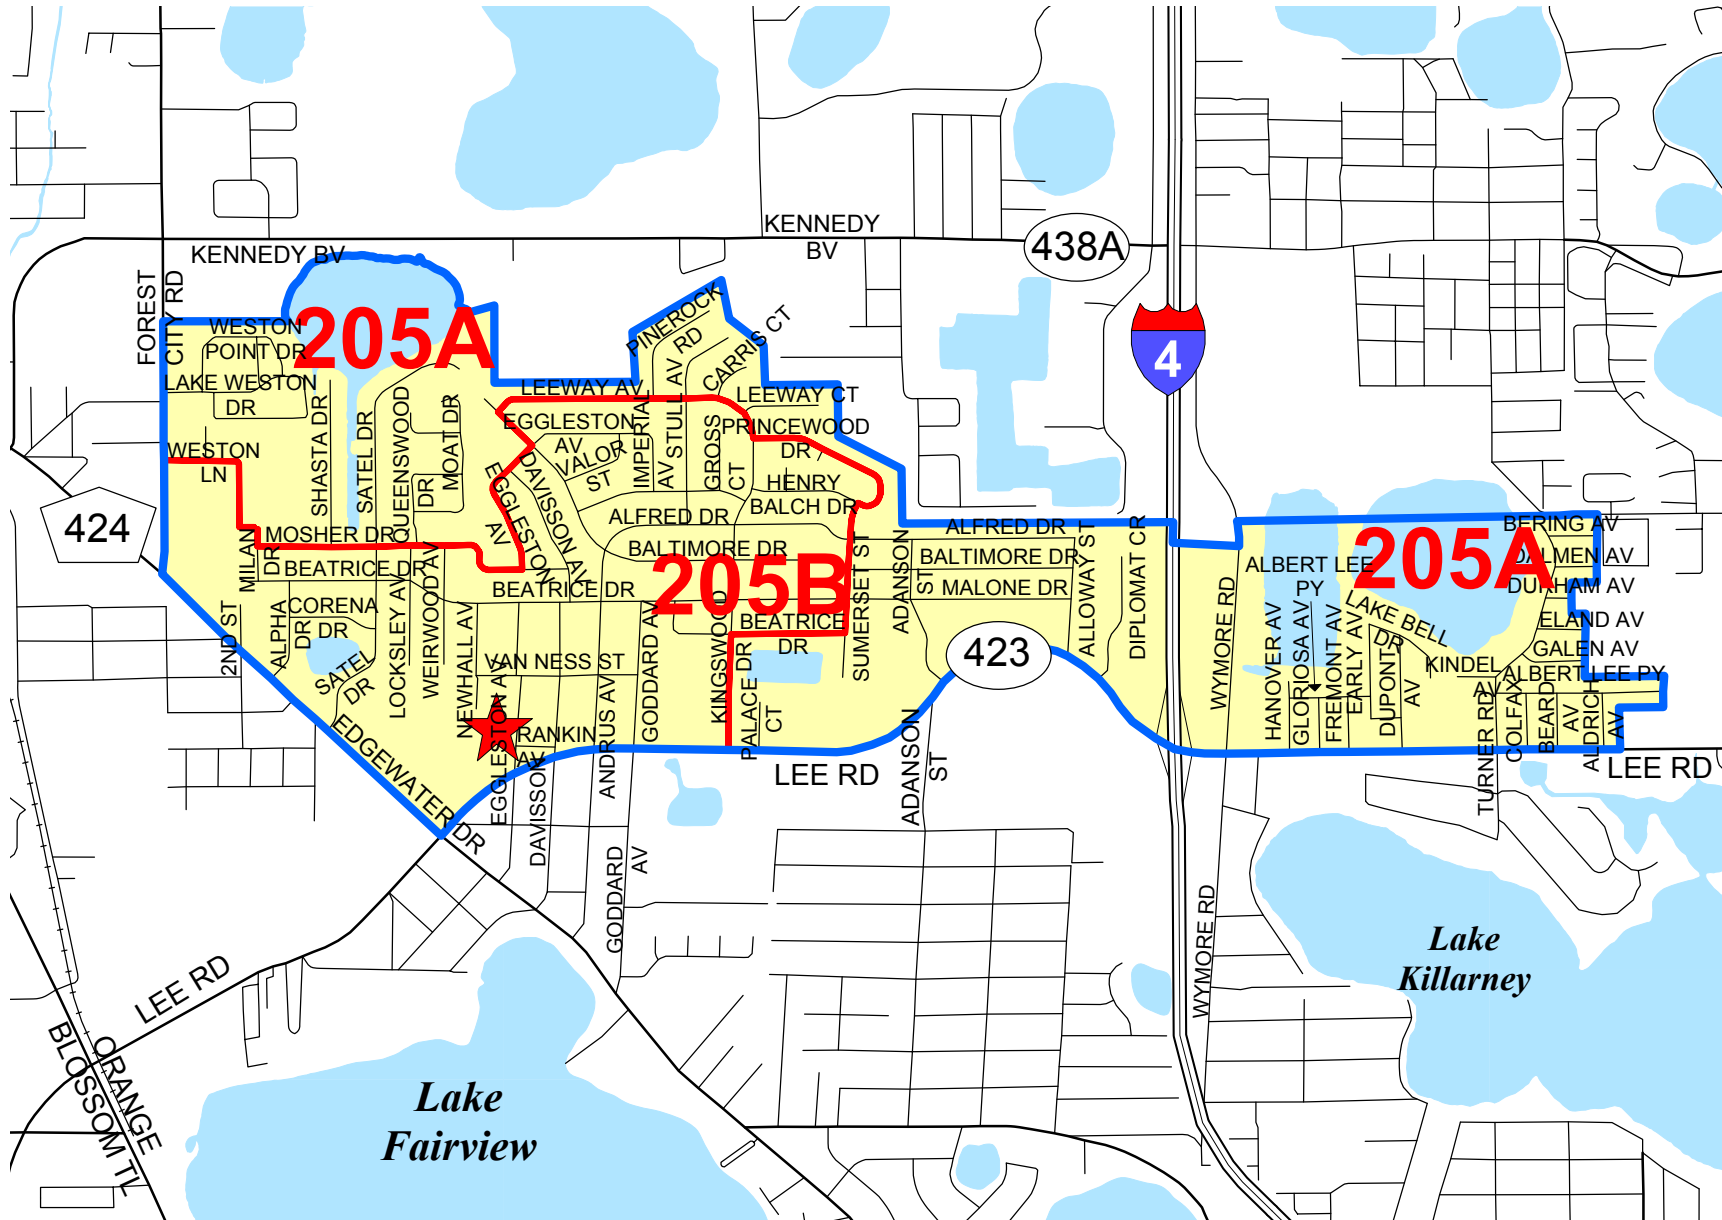 KENNEDY
BV
438A
KENNEDY BV
FOREST
CITY RD
205A
WESTON
POINT DR
LAKE WESTON
DR
WESTON
LN
SHASTA DR
SATEL DR
QUEENSWOOD
DR
MOAT DR
LEEWAY AV
PINEROCK
RD
CARRIS CT
LEEWAY CT
EGGLESTON
AV
VALOR
ST
IMPERIAL
AV
STULL AV
GROSS
CT
PRINCEWOOD
DR
HENRY
BALCH DR
4
424
MOSHER DR
MILAN
DR
BEATRICE DR
EGGLESTON
AV
DAVISSON AV
ALFRED DR
BALTIMORE DR
205B
BEATRICE DR
BEATRICE
DR
SOMERSET ST
ADANSON
ST
ALFRED DR
BALTIMORE DR
MALONE DR
ALLOWAY ST
DIPLOMAT CR
WYMORE RD
ALBERT LEE
PY
205A
BERING AV
DALMEN AV
DURHAM AV
ELAND AV
GALEN AV
ALBERT LEE PY
LAKE BELL
DR
KINDEL
AV
HANOVER AV
GLORIOSA AV
FREMONT AV
EARLY AV
DUPONT
AV
TURNER RD
COLFAX
BEARD
AV
ALDRICH
AV
2ND ST
ALPHA
DR
CORENA
DR
SATEL
DR
LOCKSLEY AV
WEIRWOOD AV
NEWHALL AV
VAN NESS ST
EGGLESTON AV
RANKIN
AV
DAVISSON
ANDRUS AV
GODDARD AV
KINGSWOOD
PALACE DR
CT
423
EDGEWATER DR
LEE RD
ADANSON
ST
LEE RD
GODDARD
AV
WYMORE RD
LEE RD
ORANGE
BLOSSOM TL
Lake
Fairview
Lake
Killarney